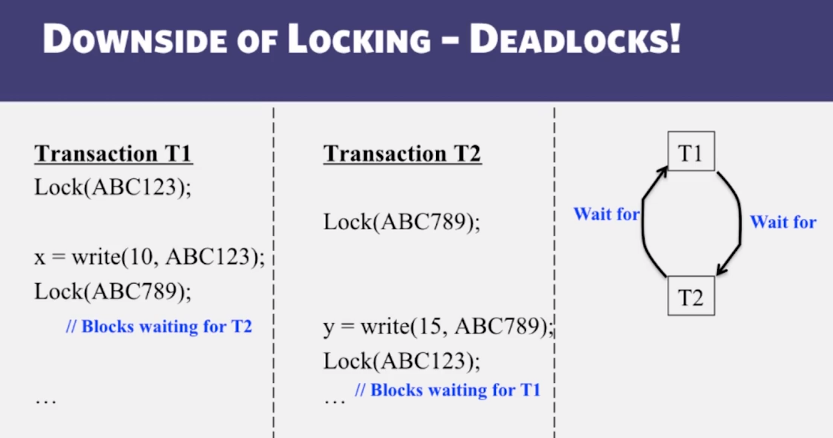 DOWNSIDE OF LOCKING – DEADLOCKS!
Transaction T1
Lock(ABC123);
x = write(10, ABC123);
Lock(ABC789);
// Blocks waiting for T2
…
Transaction T2
Lock(ABC789);
y = write(15, ABC789);
Lock(ABC123);
… // Blocks waiting for T1
T1
Wait for
Wait for
T2